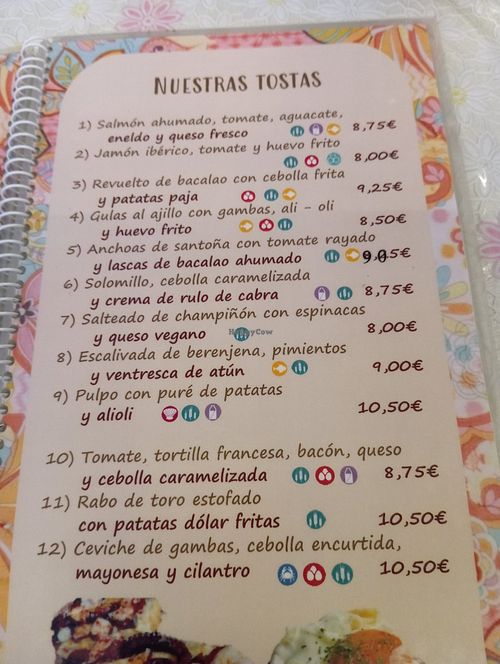 NUESTRAS TOSTAS
1) Salmón ahumado, tomate, aguacate,
eneldo y queso fresco 8,75€
2) Jamón ibérico, tomate y huevo frito
8,00€
3) Revuelto de bacalao con cebolla frita
y patatas paja 9,25€
4) Gulas al ajillo con gambas, ali - oli
y huevo frito 8,50€
5) Anchoas de santoña con tomate rayado
y lascas de bacalao ahumado
6) Solomillo, cebolla caramelizada
y crema de rulo de cabra 8,75€
7) Salteado de champiñón con espinacas
y queso vegano 8,00€
HappyCow
8) Escalivada de berenjena, pimientos
y ventresca de atún 9,00€
9) Pulpo con puré de patatas
y alioli 10,50€
10) Tomate, tortilla francesa, bacón, queso
y cebolla caramelizada 8,75€
11) Rabo de toro estofado
con patatas dólar fritas 10,50€
12) Ceviche de gambas, cebolla encurtida,
mayonesa y cilantro 10,50€